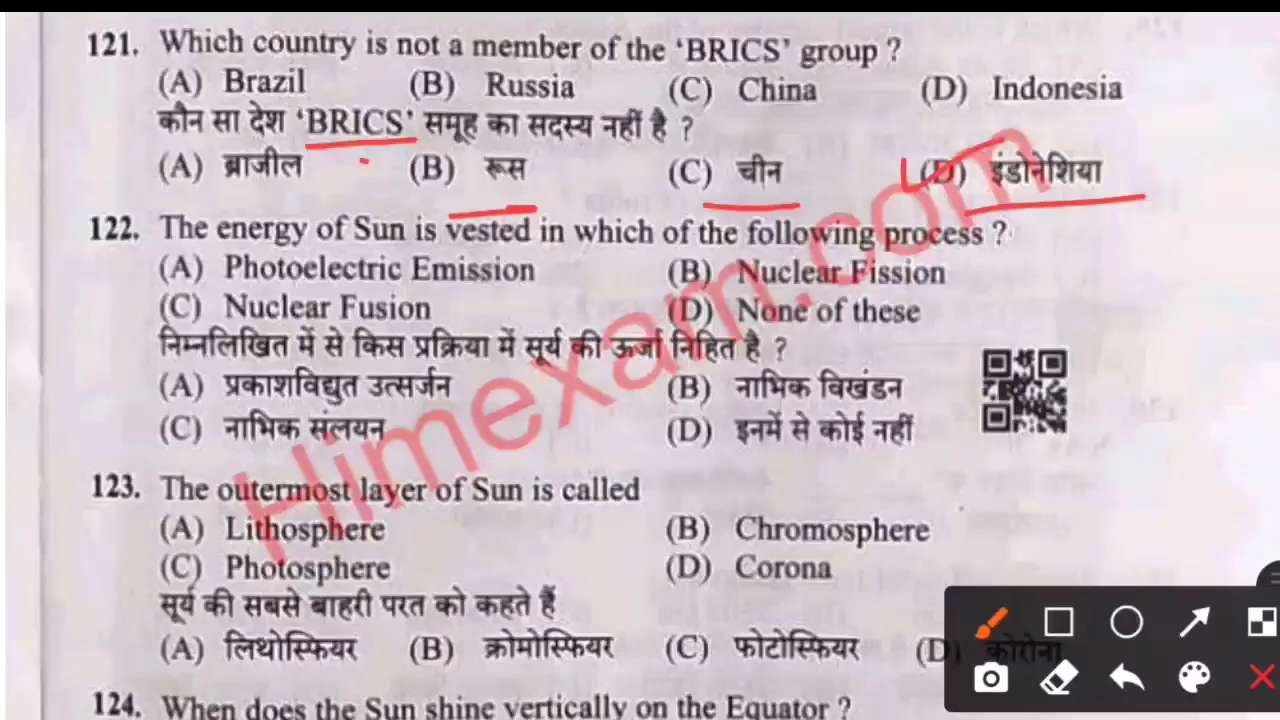 121. Which country is not a member of the 'BRICS' group ?
(A) Brazil (B) Russia (C) China (D) Indonesia
कौन सा देश 'BRICS' समूह का सदस्य नहीं है ?
(A) ब्राजील (B) रूस (C) चीन (D) इंडोनेशिया
122. The energy of Sun is vested in which of the following process ?
(A) Photoelectric Emission (B) Nuclear Fission
(C) Nuclear Fusion (D) None of these
निम्नलिखित में से किस प्रक्रिया में सूर्य की ऊर्जा निहित है ?
(A) प्रकाशविद्युत उत्सर्जन (B) नाभिक विखंडन
(C) नाभिक संलयन (D) इनमें से कोई नहीं
123. The outermost layer of Sun is called
(A) Lithosphere (B) Chromosphere
(C) Photosphere (D) Corona
सूर्य की सबसे बाहरी परत को कहते हैं
(A) लिथोस्फियर (B) क्रोमोस्फियर (C) फोटोस्फियर (D) कोरोना
124. When does the Sun shine vertically on the Equator ?
Himexam.com